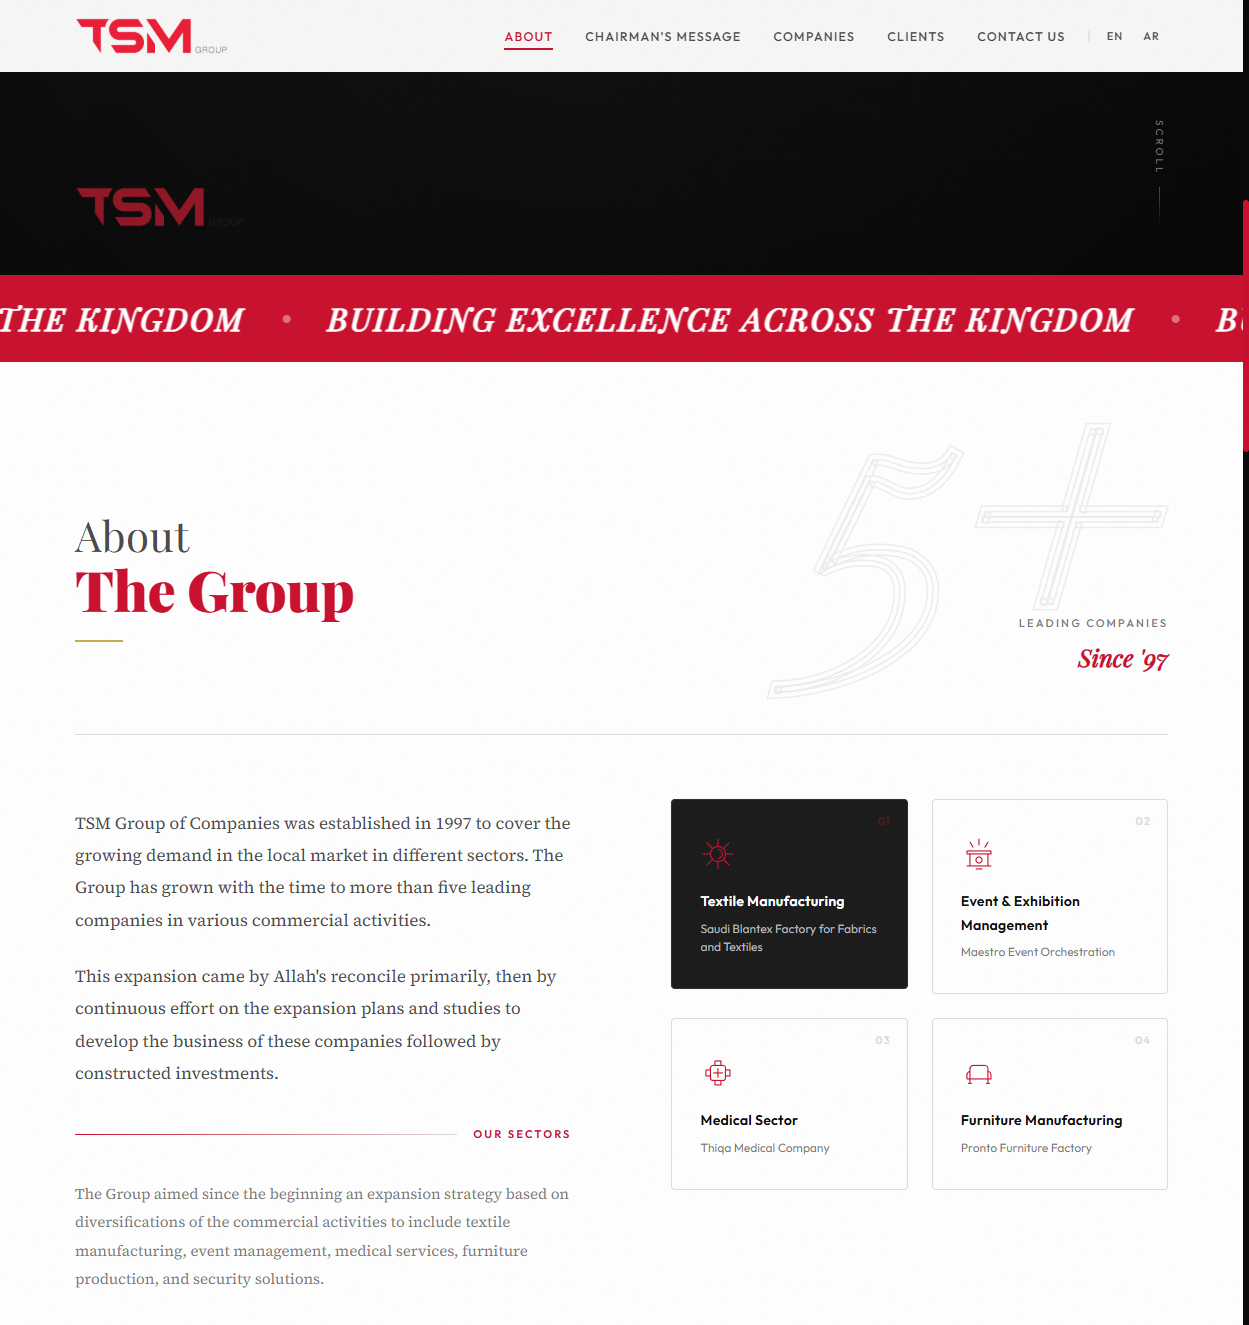 TSM GROUP
ABOUT
CHAIRMAN'S MESSAGE
COMPANIES
CLIENTS
CONTACT US
EN
AR
SCROLL
TSM GROUP
THE KINGDOM • BUILDING EXCELLENCE ACROSS THE KINGDOM •
About
The Group
5+
LEADING COMPANIES
Since '97
TSM Group of Companies was established in 1997 to cover the
growing demand in the local market in different sectors. The
Group has grown with the time to more than five leading
companies in various commercial activities.
This expansion came by Allah's reconcile primarily, then by
continuous effort on the expansion plans and studies to
develop the business of these companies followed by
constructed investments.
OUR SECTORS
The Group aimed since the beginning an expansion strategy based on
diversifications of the commercial activities to include textile
manufacturing, event management, medical services, furniture
production, and security solutions.
01
Textile Manufacturing
Saudi Blantex Factory for Fabrics
and Textiles
02
Event & Exhibition
Management
Maestro Event Orchestration
03
Medical Sector
Thiqa Medical Company
04
Furniture Manufacturing
Pronto Furniture Factory